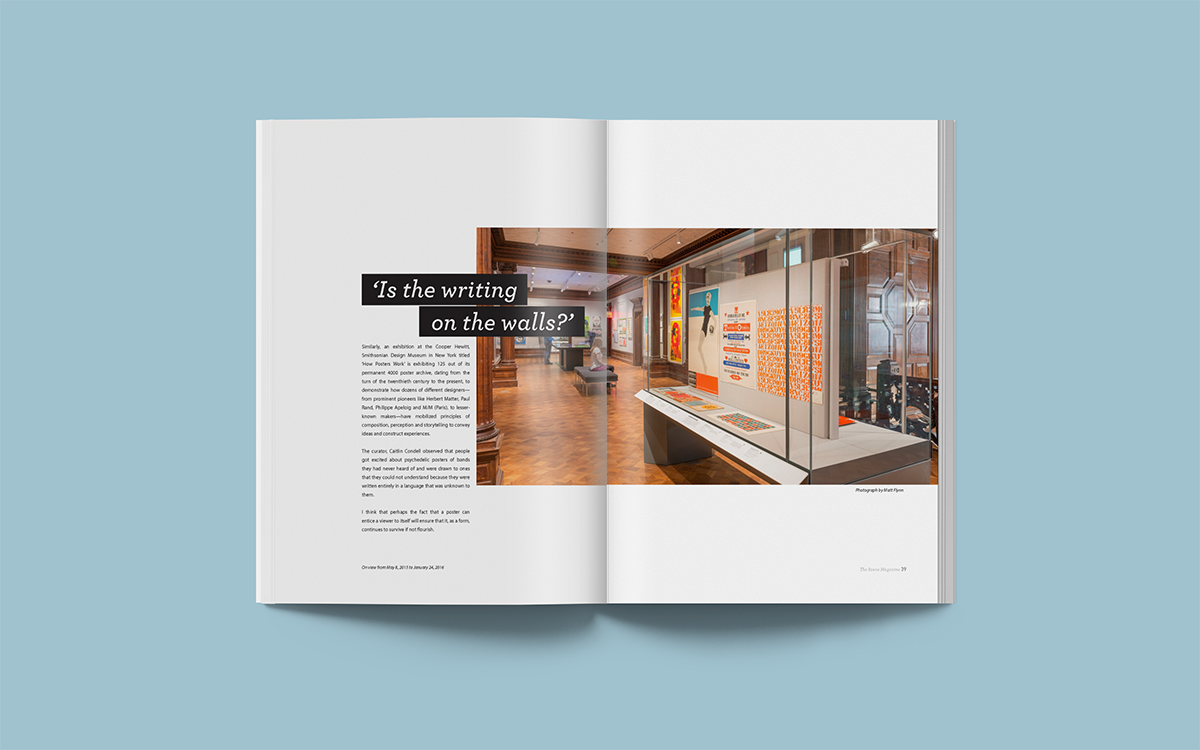 ‘Is the writing
on the walls?’
Similarly, an exhibition at the Cooper Hewitt,
Smithsonian Design Museum in New York titled
‘How Posters Work’ is exhibiting 125 out of its
permanent 4000 poster archive, dating from the
turn of the twenthieth century to the present, to
demonstrate how dozens of different designers—
from prominent pioneers like Herbert Matter, Paul
Rand, Philippe Apeloig and M/M (Paris), to lesser-
known makers—have mobilized principles of
composition, perception and storytelling to convey
ideas and construct experiences.
The curator, Caitlin Condell observed that people
got excited about psychedelic posters of bands
they had never heard of and were drawn to ones
that they could not understand because they were
written entirely in a language that was unknown to
them.
I think that perhaps the fact that a poster can
entice a viewer to itself will ensure that it, as a form,
continues to survive if not flourish.
On view from May 8, 2015 to January 24, 2016
Photograph by Matt Flynn
The Magazine 39